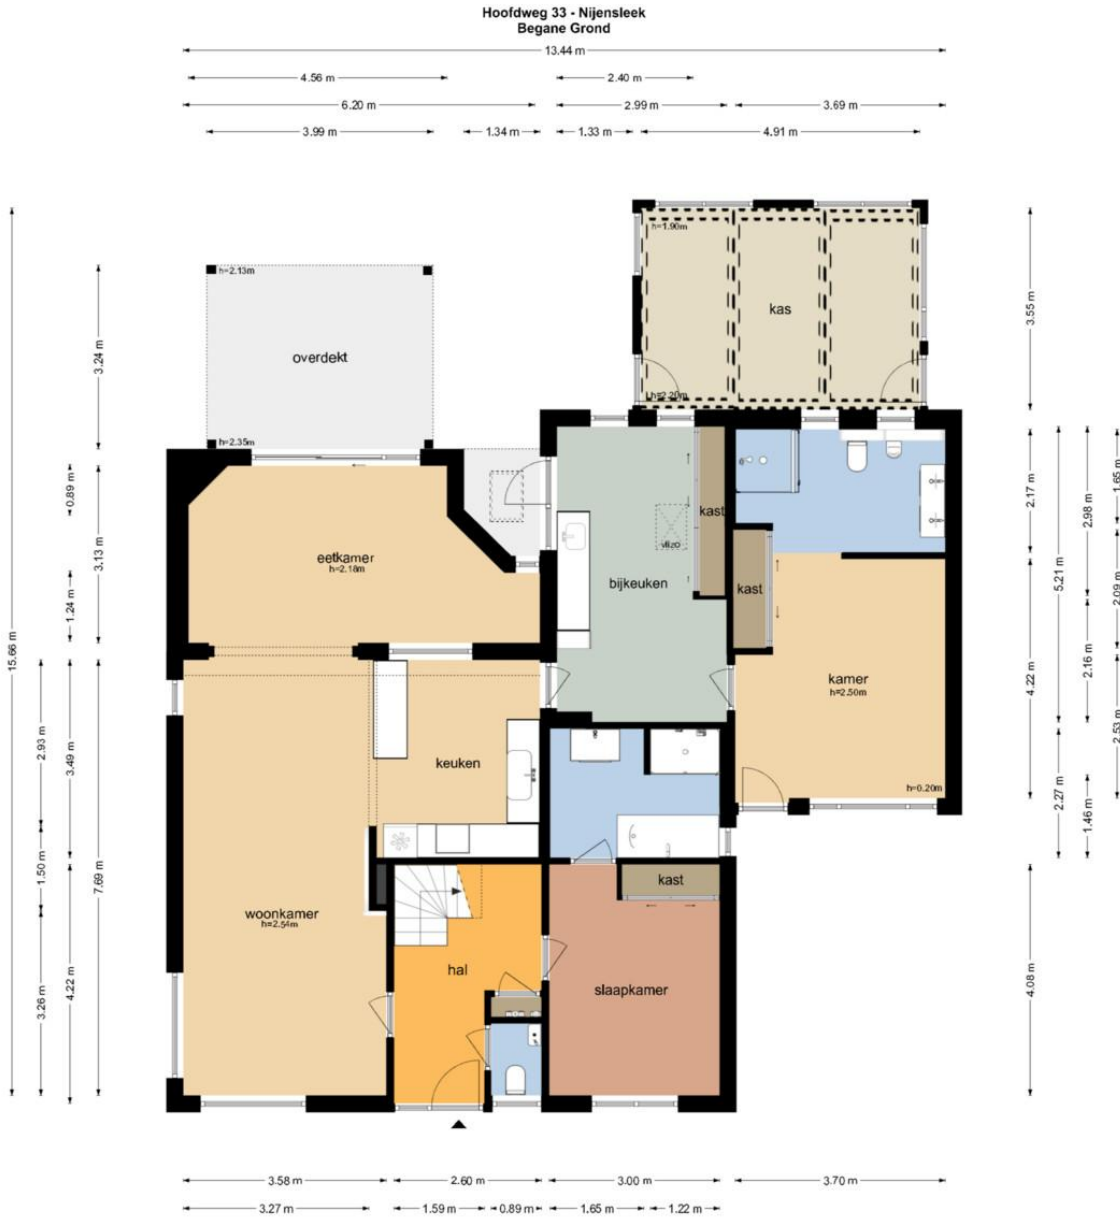 Hoofdweg 33 - Nijensleek
Begane Grond
13.44 m
4.56 m
2.40 m
6.20 m
2.99 m
3.69 m
3.99 m
1.34 m
1.33 m
4.91 m
h=1.90m
kas
h=2.20m
h=2.13m
overdekt
h=2.35m
15.66 m
3.24 m
3.55 m
0.89 m
3.13 m
1.24 m
2.17 m
2.98 m
1.65 m
5.21 m
2.09 m
4.22 m
2.16 m
2.53 m
kast
vlizo
eetkamer
h=2.18m
bijkeuken
kast
kamer
h=2.50m
h=0.20m
2.93 m
3.49 m
7.69 m
1.50 m
3.26 m
4.22 m
keuken
2.27 m
1.46 m
kast
woonkamer
h=2.54m
hal
slaapkamer
4.08 m
3.58 m
2.60 m
3.00 m
3.70 m
3.27 m
1.59 m
0.89 m
1.65 m
1.22 m